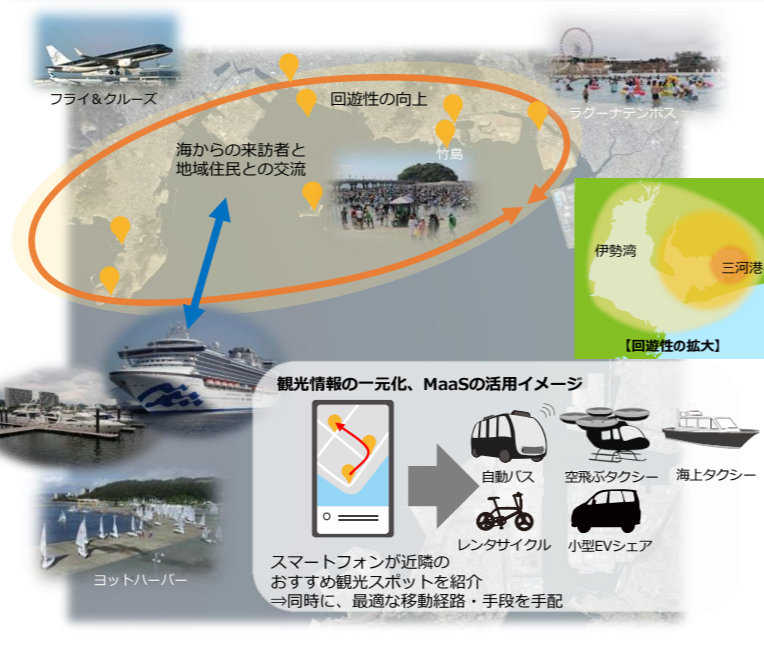 フライ＆クルーズ
回遊性の向上
ラグーナテンボス
海からの来訪者と
地域住民との交流
竹島
伊勢湾
三河港
【回遊性の拡大】
観光情報の一元化、MaaSの活用イメージ
自動バス
空飛ぶタクシー
海上タクシー
レンタサイクル
小型EVシェア
スマートフォンが近隣の
おすすめ観光スポットを紹介
⇒同時に、最適な移動経路・手段を手配
ヨットハーバー